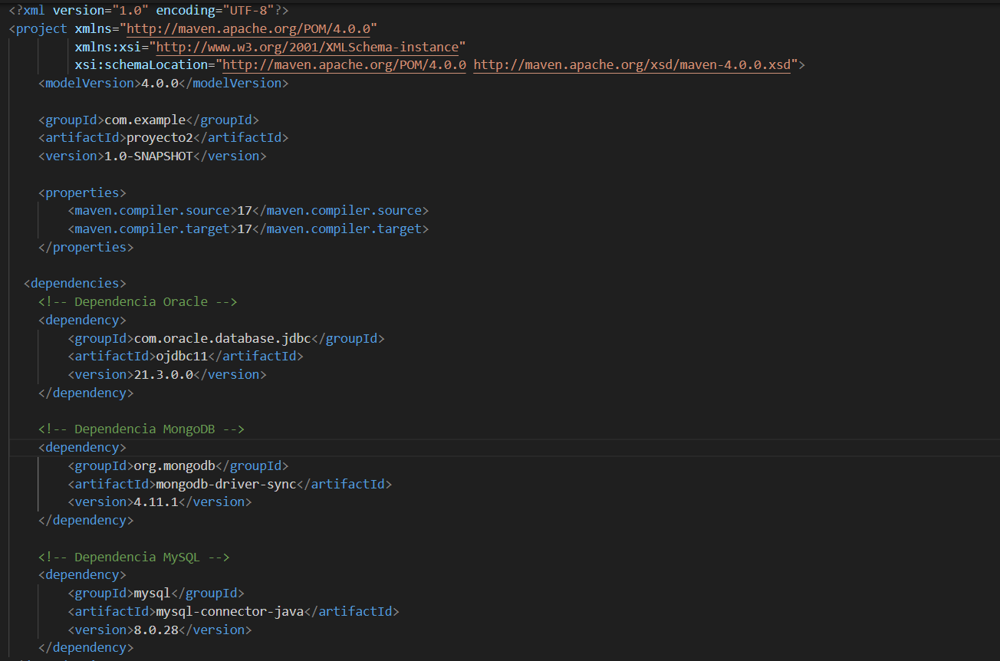 <?xml version="1.0" encoding="UTF-8"?>
<project xmlns="http://maven.apache.org/POM/4.0.0"
xmlns:xsi="http://www.w3.org/2001/XMLSchema-instance"
xsi:schemaLocation="http://maven.apache.org/POM/4.0.0 http://maven.apache.org/xsd/maven-4.0.0.xsd">
<modelVersion>4.0.0</modelVersion>
<groupId>com.example</groupId>
<artifactId>proyecto2</artifactId>
<version>1.0-SNAPSHOT</version>
<properties>
<maven.compiler.source>17</maven.compiler.source>
<maven.compiler.target>17</maven.compiler.target>
</properties>
<dependencies>
<!-- Dependencia Oracle -->
<dependency>
<groupId>com.oracle.database.jdbc</groupId>
<artifactId>ojdbc11</artifactId>
<version>21.3.0.0</version>
</dependency>
<!-- Dependencia MongoDB -->
<dependency>
<groupId>org.mongodb</groupId>
<artifactId>mongodb-driver-sync</artifactId>
<version>4.11.1</version>
</dependency>
<!-- Dependencia MySQL -->
<dependency>
<groupId>mysql</groupId>
<artifactId>mysql-connector-java</artifactId>
<version>8.0.28</version>
</dependency>